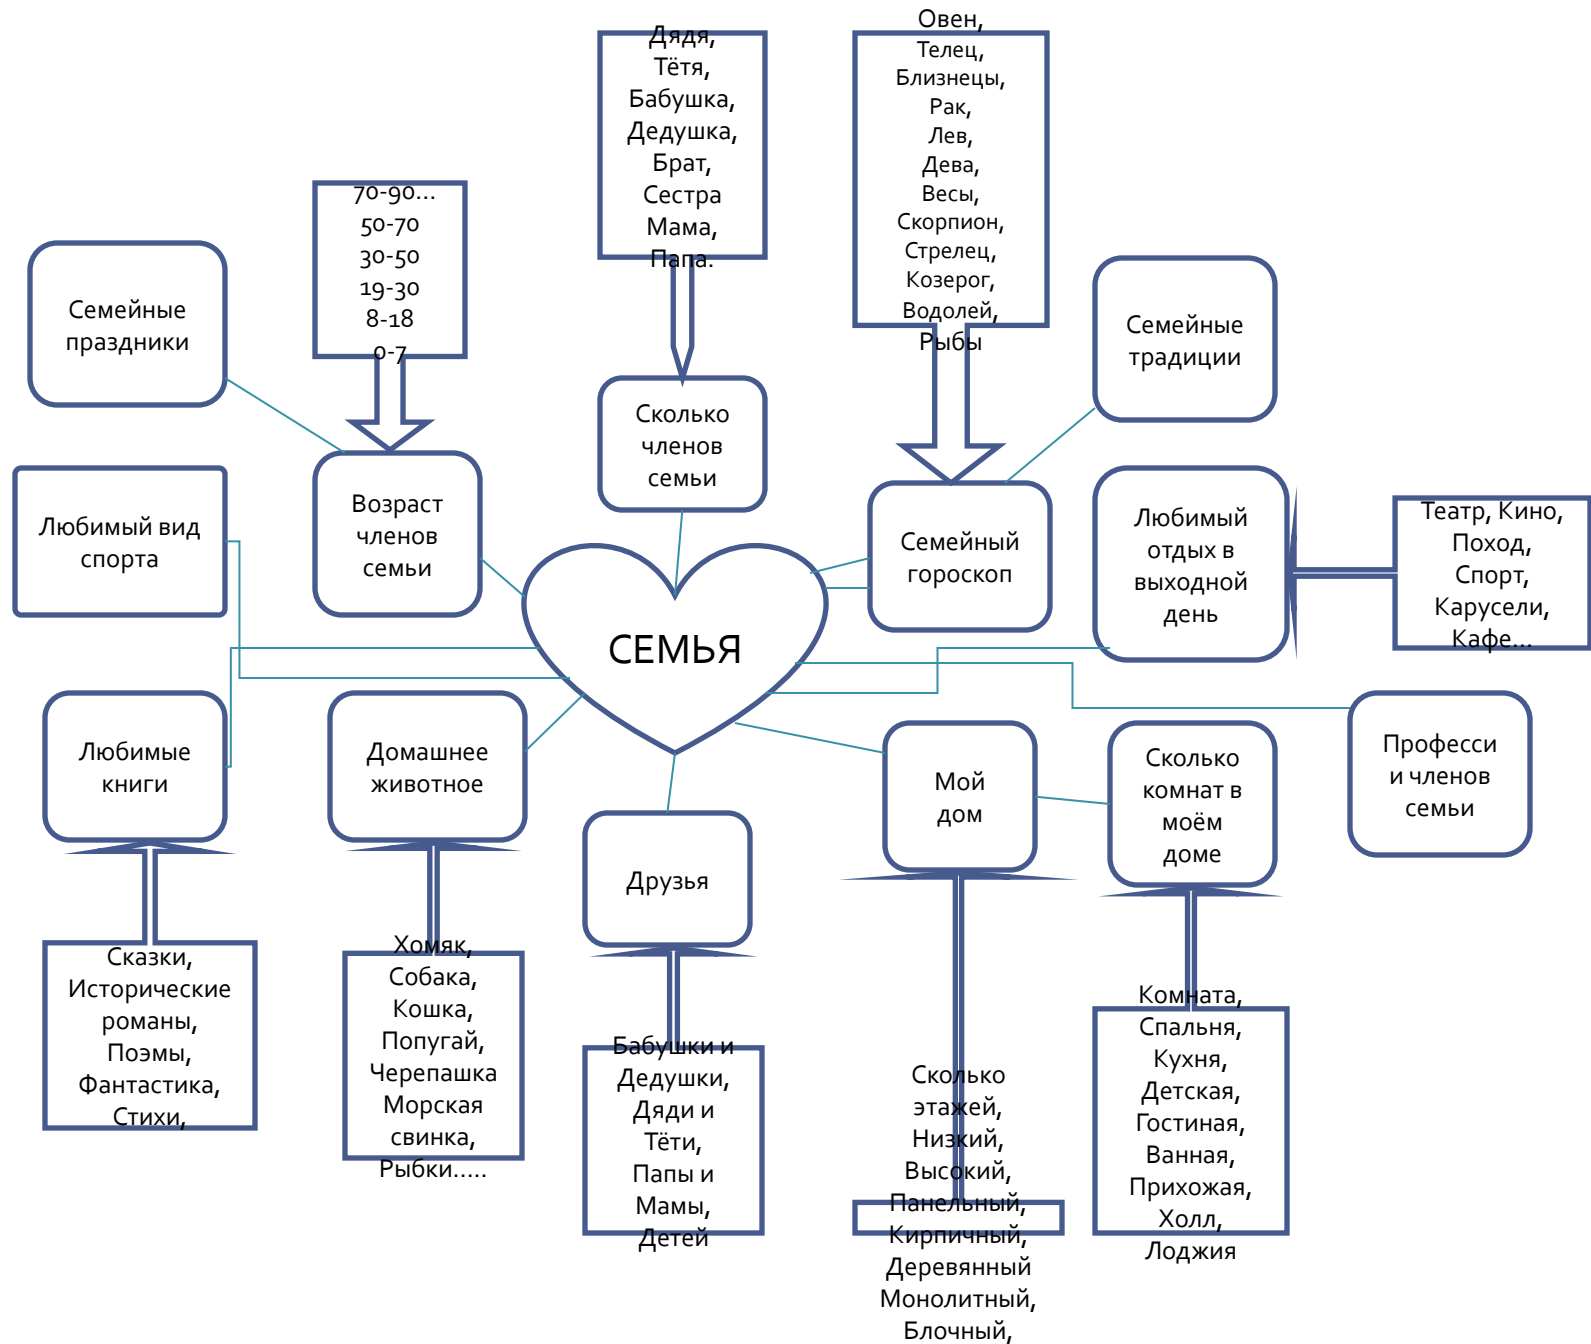 Дядя,
Тётя,
Бабушка,
Дедушка,
Брат,
Сестра
Мама,
Папа.
Овен,
Телец,
Близнецы,
Рак,
Лев,
Дева,
Весы,
Скорпион,
Стрелец,
Козерог,
Водолей,
Рыбы
70-90...
50-70
30-50
19-30
8-18
0-7
Семейные
праздники
Семейные
традиции
Сколько
членов
семьи
Любимый вид
спорта
Возраст
членов
семьи
Семейный
гороскоп
Любимый
отдых в
выходной
день
Театр, Кино,
Поход,
Спорт,
Карусели,
Кафе...
СЕМЬЯ
Любимые
книги
Домашнее
животное
Друзья
Мой
дом
Сколько
комнат в
моём
доме
Професси
и членов
семьи
Сказки,
Исторические
романы,
Поэмы,
Фантастика,
Стихи,
Хомяк,
Собака,
Кошка,
Попугай,
Черепашка
Морская
свинка,
Рыбки.....
Бабушки и
Дедушки,
Дяди и
Тёти,
Папы и
Мамы,
Детей
Сколько
этажей,
Низкий,
Высокий,
Панельный,
Кирпичный,
Деревянный
Монолитный,
Блочный,
Комната,
Спальня,
Кухня,
Детская,
Гостиная,
Ванная,
Прихожая,
Холл,
Лоджия